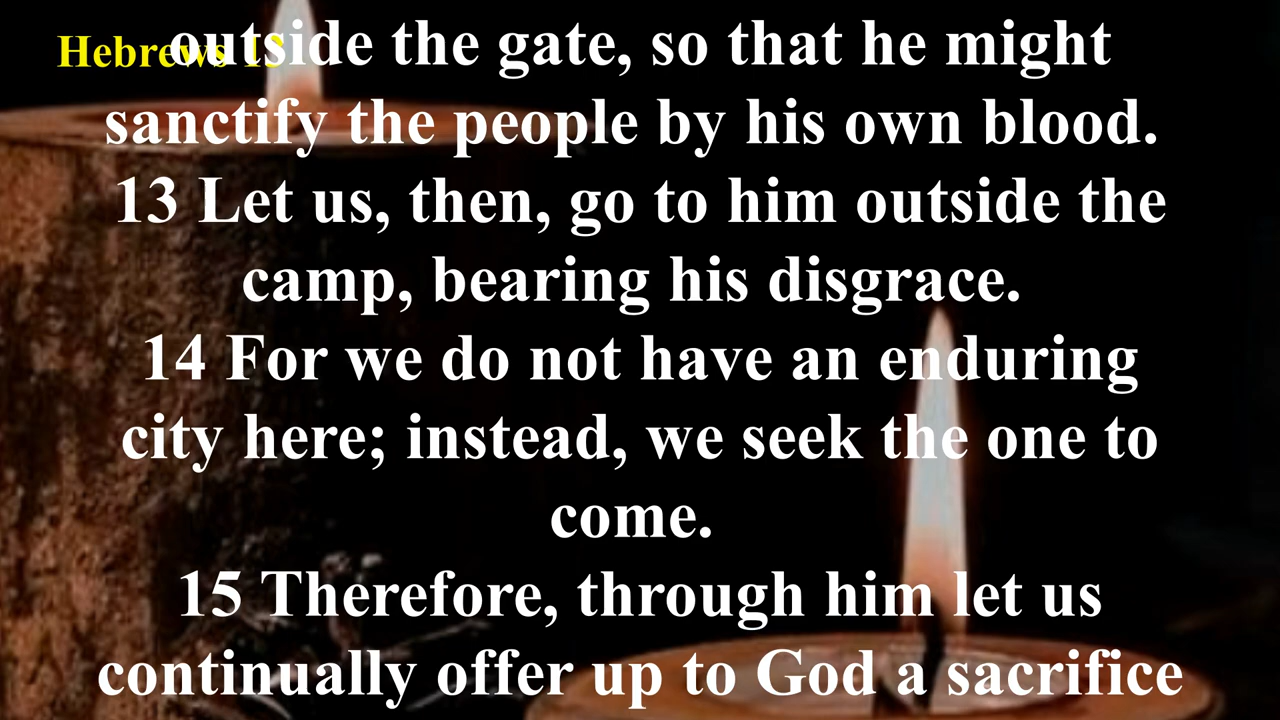 Hebrews 13
outside the gate, so that he might
sanctify the people by his own blood.
13 Let us, then, go to him outside the
camp, bearing his disgrace.
14 For we do not have an enduring
city here; instead, we seek the one to
come.
15 Therefore, through him let us
continually offer up to God a sacrifice